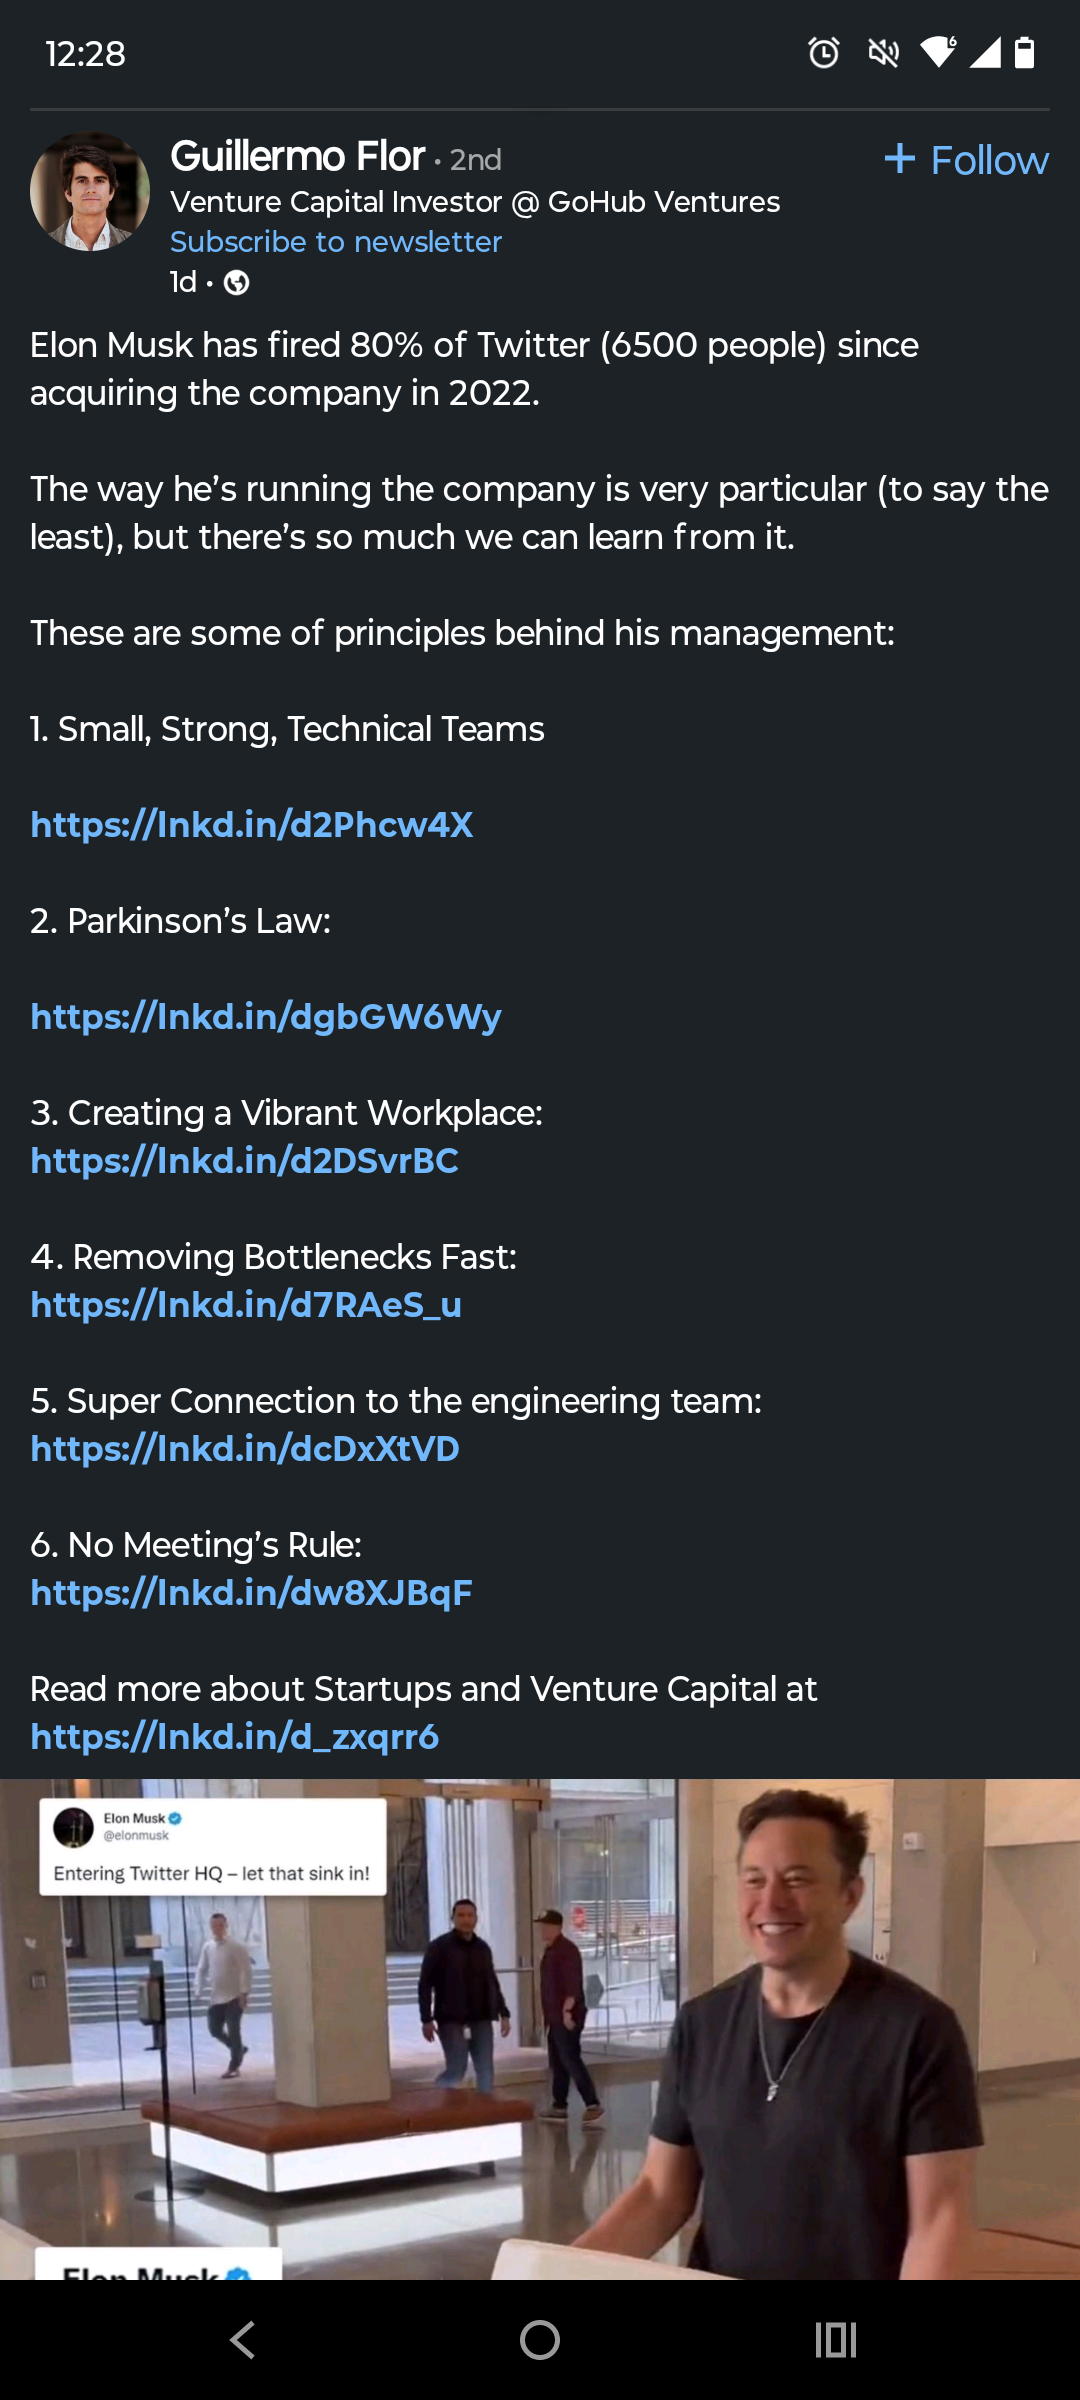 12:28
6
Guillermo Flor • 2nd
+ Follow
Venture Capital Investor @ GoHub Ventures
Subscribe to newsletter
1d •
Elon Musk has fired 80% of Twitter (6500 people) since
acquiring the company in 2022.
The way he’s running the company is very particular (to say the
least), but there’s so much we can learn from it.
These are some of principles behind his management:
1. Small, Strong, Technical Teams
https://lnkd.in/d2Phcw4X
2. Parkinson’s Law:
https://lnkd.in/dgbGW6Wy
3. Creating a Vibrant Workplace:
https://lnkd.in/d2DSvrBC
4. Removing Bottlenecks Fast:
https://lnkd.in/d7RAeS_u
5. Super Connection to the engineering team:
https://lnkd.in/dcDxXtVD
6. No Meeting’s Rule:
https://lnkd.in/dw8XJBqF
Read more about Startups and Venture Capital at
https://lnkd.in/d_zxqrr6
Elon Musk
@elonmusk
Entering Twitter HQ – let that sink in!
Elon Musk